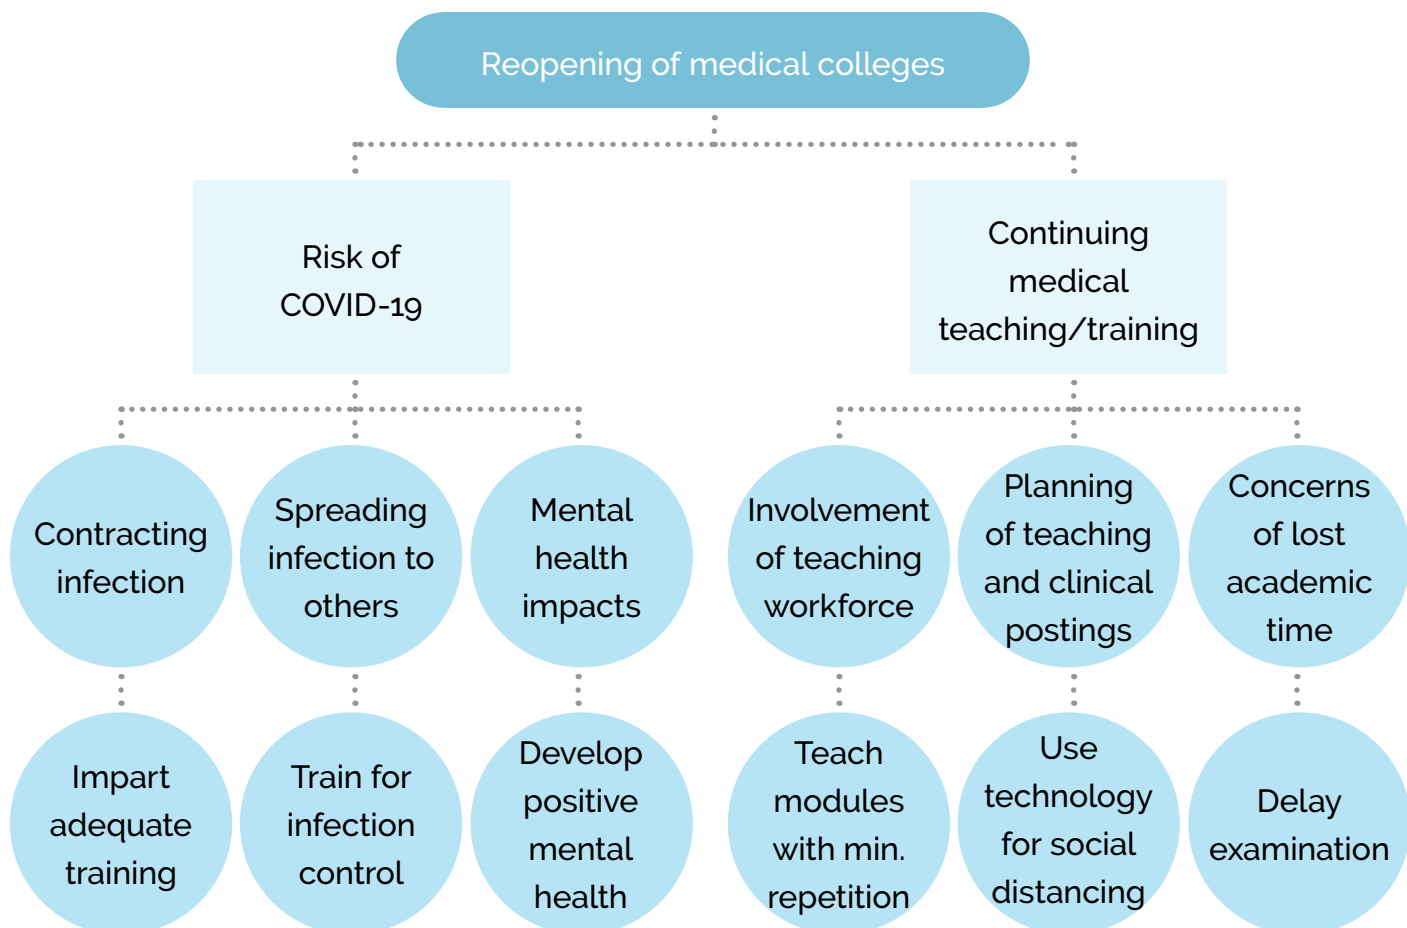 Reopening of medical colleges
Risk of
COVID-19
Continuing
medical
teaching/training
Contracting
infection
Spreading
infection to
others
Mental
health
impacts
Involvement
of teaching
workforce
Planning
of teaching
and clinical
postings
Concerns
of lost
academic
time
Impart
adequate
training
Train for
infection
control
Develop
positive
mental
health
Teach
modules
with min.
repetition
Use
technology
for social
distancing
Delay
examination